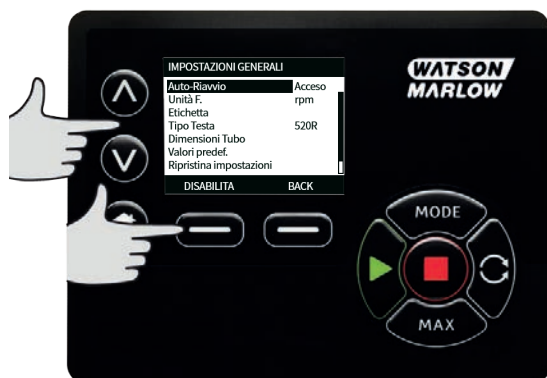 IMPOSTAZIONI GENERALI
Auto-Riavvio Acceso
Unità F. rpm
Etichetta
Tipo Testa 520R
Dimensioni Tubo
Valori predef.
Ripristina impostazioni
DISABILITA BACK
WATSON
MARLOW
MODE
MAX